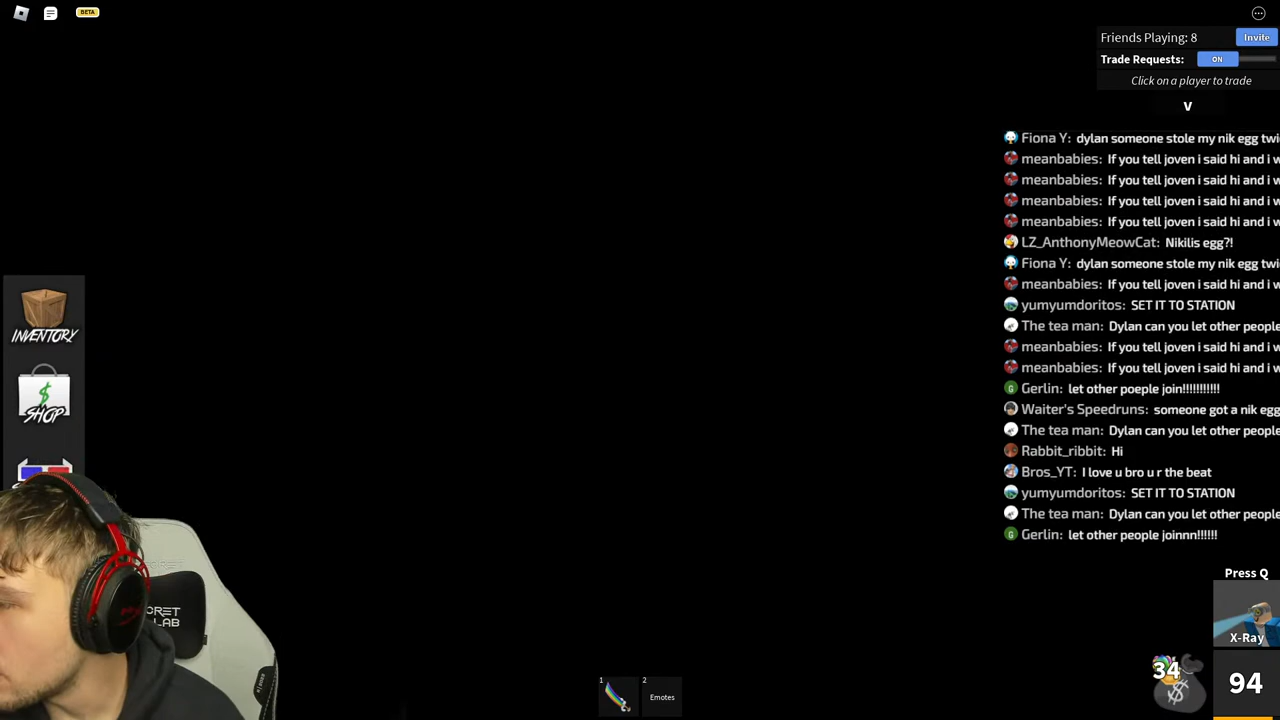 BETA
Friends Playing: 8
Invite
Trade Requests:
ON
Click on a player to trade
V
Fiona Y: dylan someone stole my nik egg
meanbabies: If you tell joven i said hi and i
meanbabies: If you tell joven i said hi and i
meanbabies: If you tell joven i said hi and i
meanbabies: If you tell joven i said hi and i
LZ_AnthonyMeowCat: Nikilis egg?!
Fiona Y: dylan someone stole my nik egg
meanbabies: If you tell joven i said hi and i
yumyumdoritos: SET IT TO STATION
The tea man: Dylan can you let other people
meanbabies: If you tell joven i said hi and i
meanbabies: If you tell joven i said hi and i
G Gerlin: let other poeple join!!!!!!!!!!!
Waiter's Speedruns: someone got a nik egg
The tea man: Dylan can you let other people
Rabbit_ribbit: Hi
Bros_YT: I love u bro u r the beat
yumyumdoritos: SET IT TO STATION
The tea man: Dylan can you let other people
G Gerlin: let other people joinnn!!!!!!
INVENTORY
$
SHOP
LAB
Press Q
X-Ray
34
$
94
1
2
Emotes